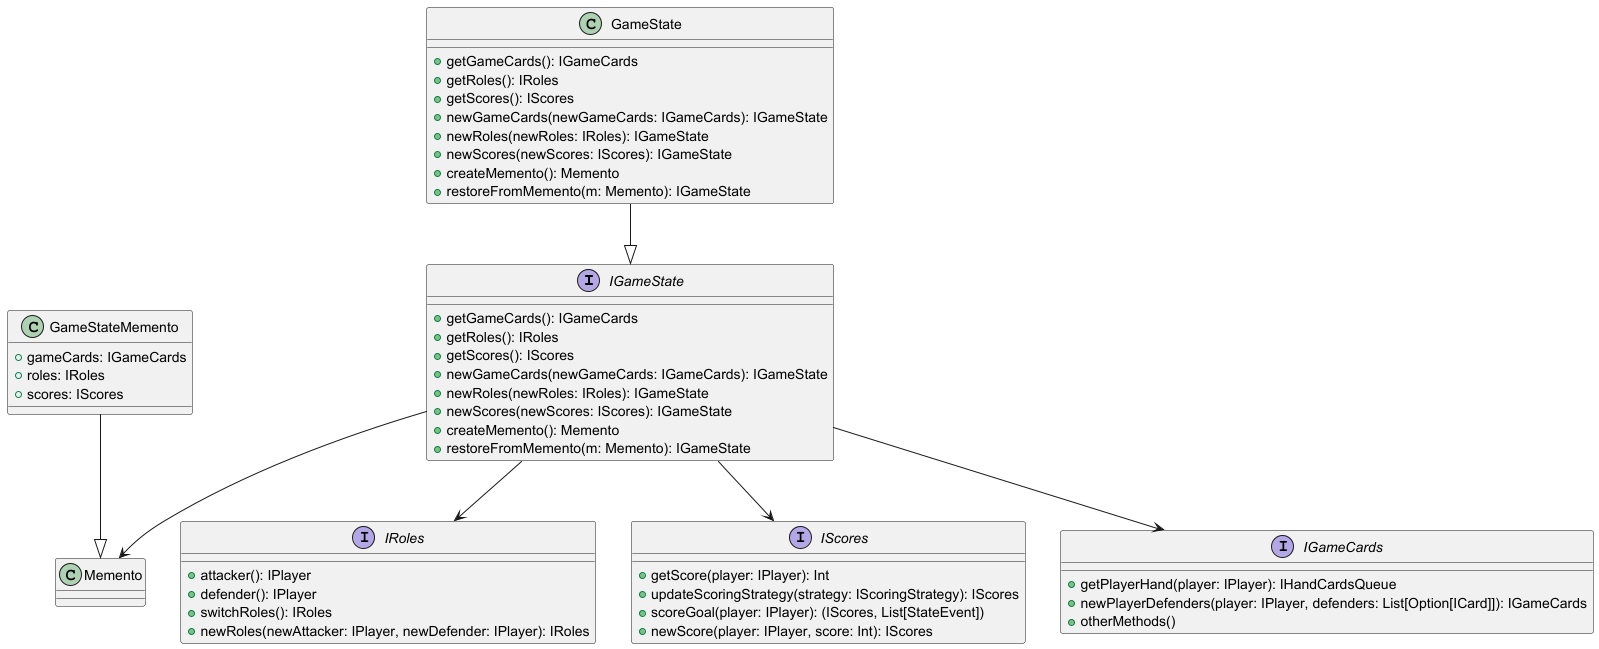 C GameState
getGameCards(): IGameCards
getRoles(): IRoles
getScores(): IScores
newGameCards(newGameCards: IGameCards): IGameState
newRoles(newRoles: IRoles): IGameState
newScores(newScores: IScores): IGameState
createMemento(): Memento
restoreFromMemento(m: Memento): IGameState
I IGameState
getGameCards(): IGameCards
getRoles(): IRoles
getScores(): IScores
newGameCards(newGameCards: IGameCards): IGameState
newRoles(newRoles: IRoles): IGameState
newScores(newScores: IScores): IGameState
createMemento(): Memento
restoreFromMemento(m: Memento): IGameState
C GameStateMemento
gameCards: IGameCards
roles: IRoles
scores: IScores
C Memento
I IRoles
attacker(): IPlayer
defender(): IPlayer
switchRoles(): IRoles
newRoles(newAttacker: IPlayer, newDefender: IPlayer): IRoles
I IScores
getScore(player: IPlayer): Int
updateScoringStrategy(strategy: IScoringStrategy): IScores
scoreGoal(player: IPlayer): (IScores, List[StateEvent])
newScore(player: IPlayer, score: Int): IScores
I IGameCards
getPlayerHand(player: IPlayer): IHandCardsQueue
newPlayerDefenders(player: IPlayer, defenders: List[Option[ICard]]): IGameCards
otherMethods()